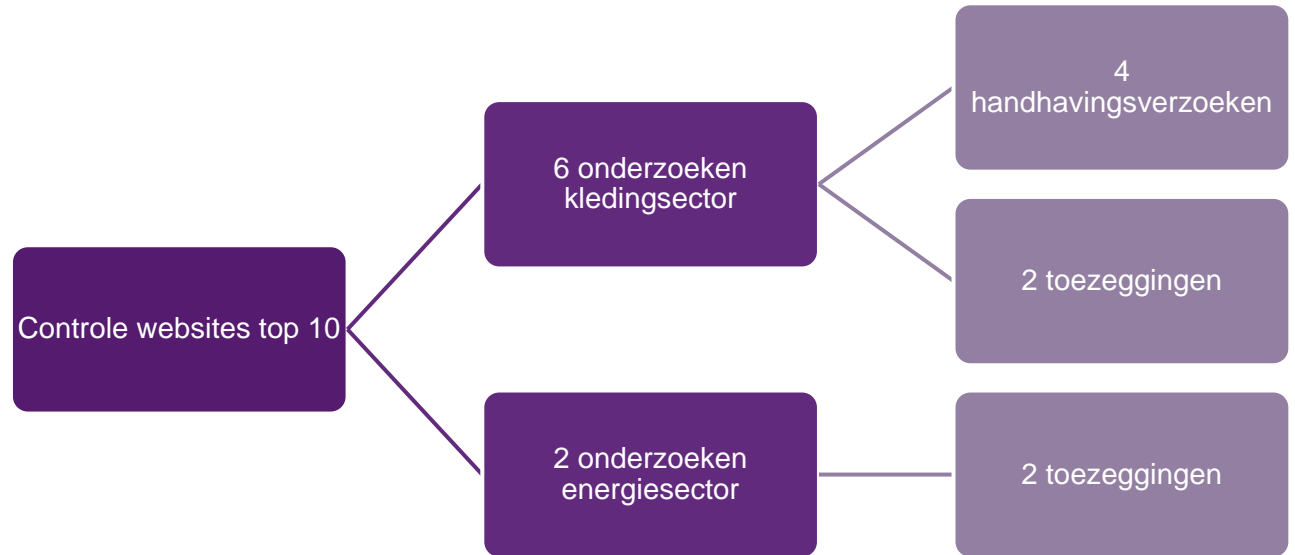 Controle websites top 10
6 onderzoeken
kledingsector
4
handhavingsverzoeken
2 toezeggingen
2 onderzoeken
energiesector
2 toezeggingen